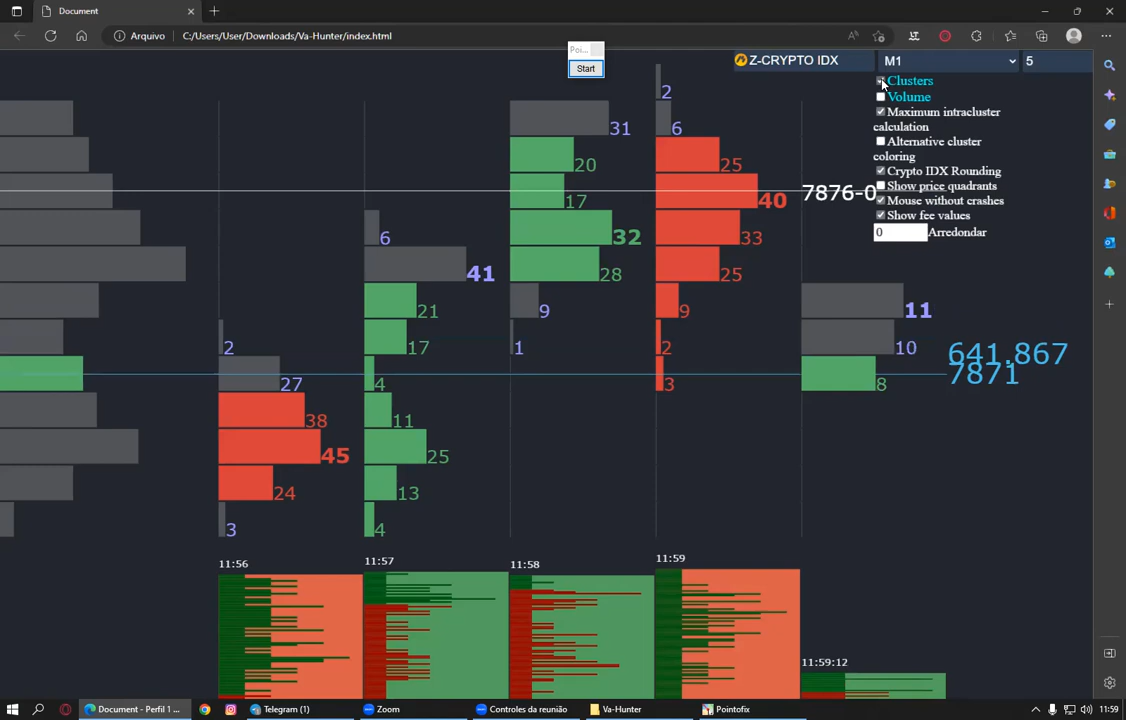 Document
Arquivo
C:/Users/User/Downloads/Va-Hunter/index.html
Poi...
Start
Z-CRYPTO IDX
M1
5
Clusters
Volume
Maximum intracluster
calculation
Alternative cluster
coloring
Crypto IDX Rounding
Show price quadrants
Mouse without crashes
Show fee values
0
Arredondar
7876-0
641.867
7871
2
27
38
45
24
3
6
41
21
17
4
11
25
13
4
31
20
17
32
28
9
1
2
6
25
40
33
25
9
2
3
11
10
8
11:56
11:57
11:58
11:59
11:59:12
Document - Perfil 1 ...
Telegram (1)
Zoom
Controles da reunião
Va-Hunter
Pointofix
11:59